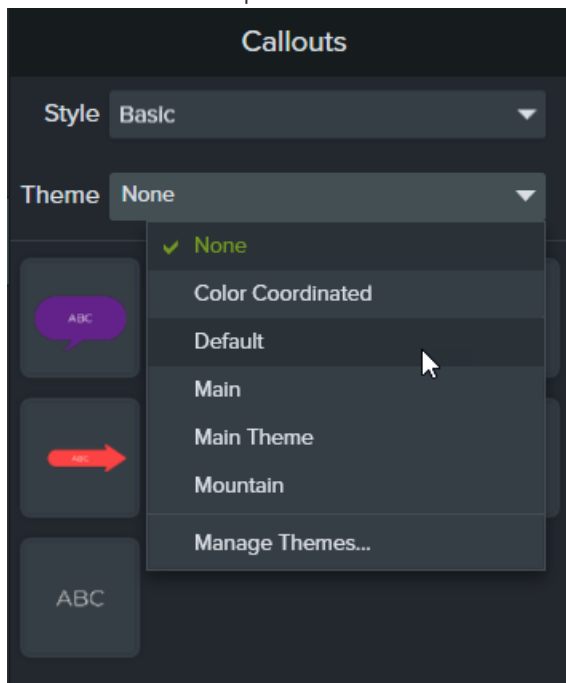 Callouts
Style Basic
Theme None
None
Color Coordinated
ABC
Default
Main
ABC
Main Theme
Mountain
Manage Themes...
ABC